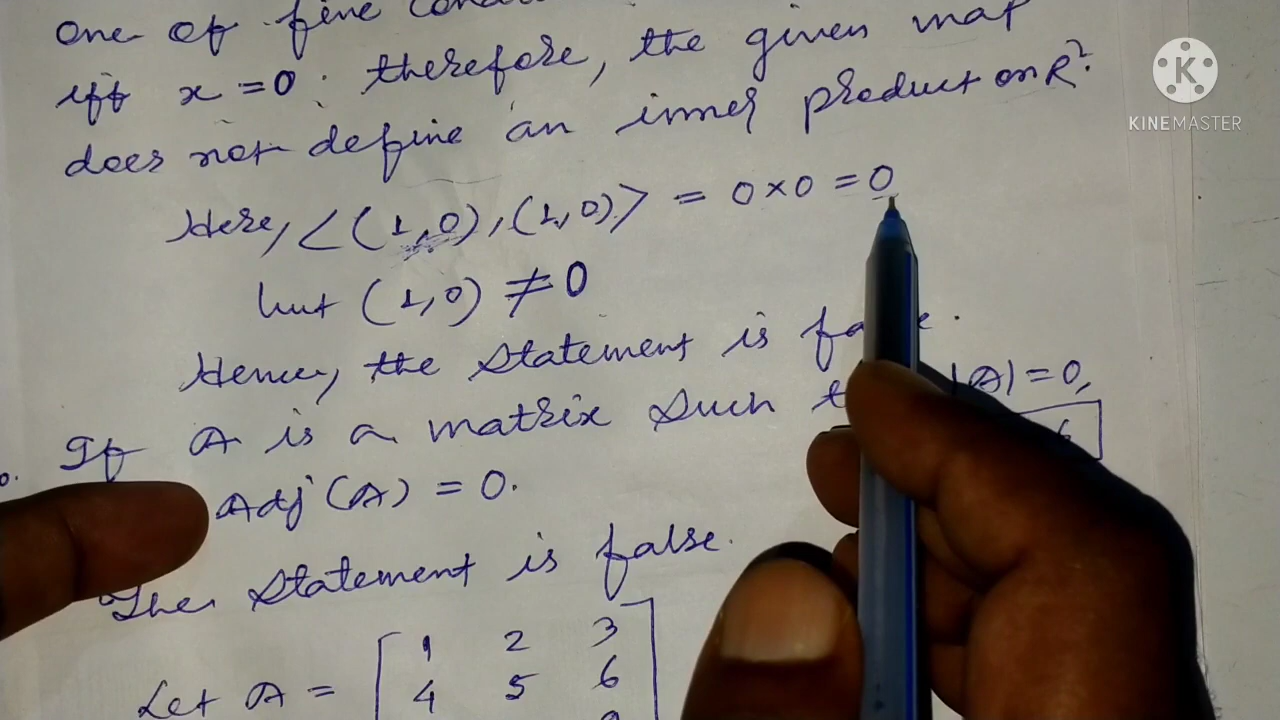 one of five
iff x = 0. therefore, the given map
does not define an inner product on R².
Here, <(1,0), (1,0)> = 0×0 = 0
but (1,0) ≠ 0
Hence, the statement is
If A is a matrix such (A) = 0,
Adj (A) = 0.
The statement is false.
Let A = [ 1 2 3
4 5 6
K
KINEMASTER